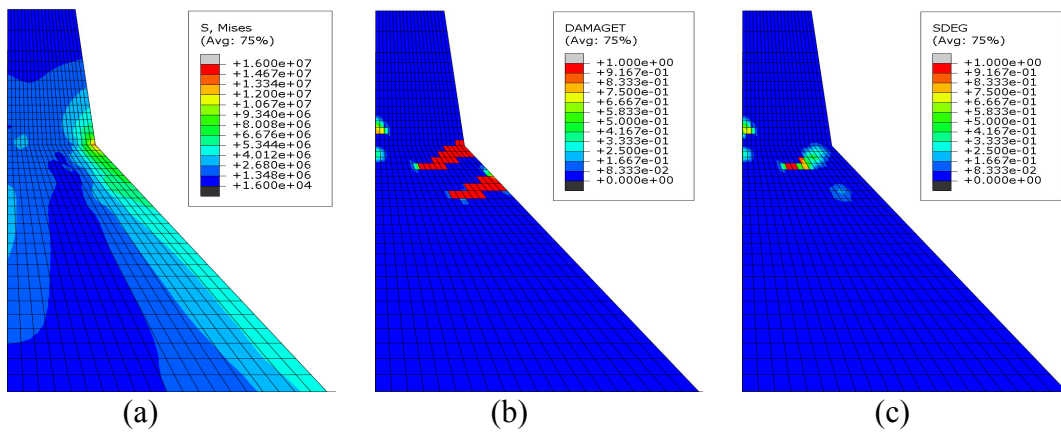 S, Mises
(Avg: 75%)
+1.600e+07
+1.467e+07
+1.334e+07
+1.200e+07
+1.067e+07
+9.340e+06
+8.008e+06
+6.676e+06
+5.344e+06
+4.012e+06
+2.680e+06
+1.348e+06
+1.600e+04
(a)
DAMAGET
(Avg: 75%)
+1.000e+00
+9.167e-01
+8.333e-01
+7.500e-01
+6.667e-01
+5.833e-01
+5.000e-01
+4.167e-01
+3.333e-01
+2.500e-01
+1.667e-01
+8.333e-02
+0.000e+00
(b)
SDEG
(Avg: 75%)
+1.000e+00
+9.167e-01
+8.333e-01
+7.500e-01
+6.667e-01
+5.833e-01
+5.000e-01
+4.167e-01
+3.333e-01
+2.500e-01
+1.667e-01
+8.333e-02
+0.000e+00
(c)